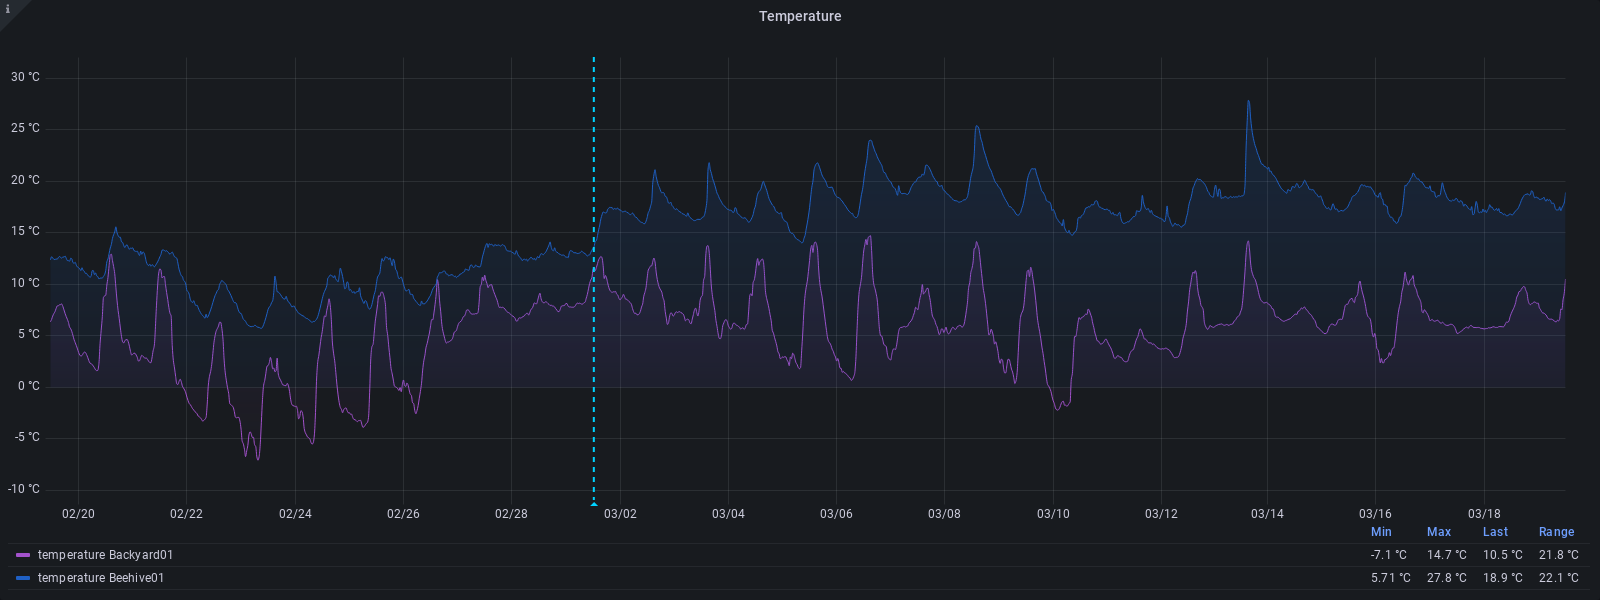 i
Temperature
30 °C
25 °C
20 °C
15 °C
10 °C
5 °C
0 °C
-5 °C
-10 °C
02/20 02/22 02/24 02/26 02/28 03/02 03/04 03/06 03/08 03/10 03/12 03/14 03/16 03/18
Min Max Last Range
temperature Backyard01 -7.1 °C 14.7 °C 10.5 °C 21.8 °C
temperature Beehive01 5.71 °C 27.8 °C 18.9 °C 22.1 °C